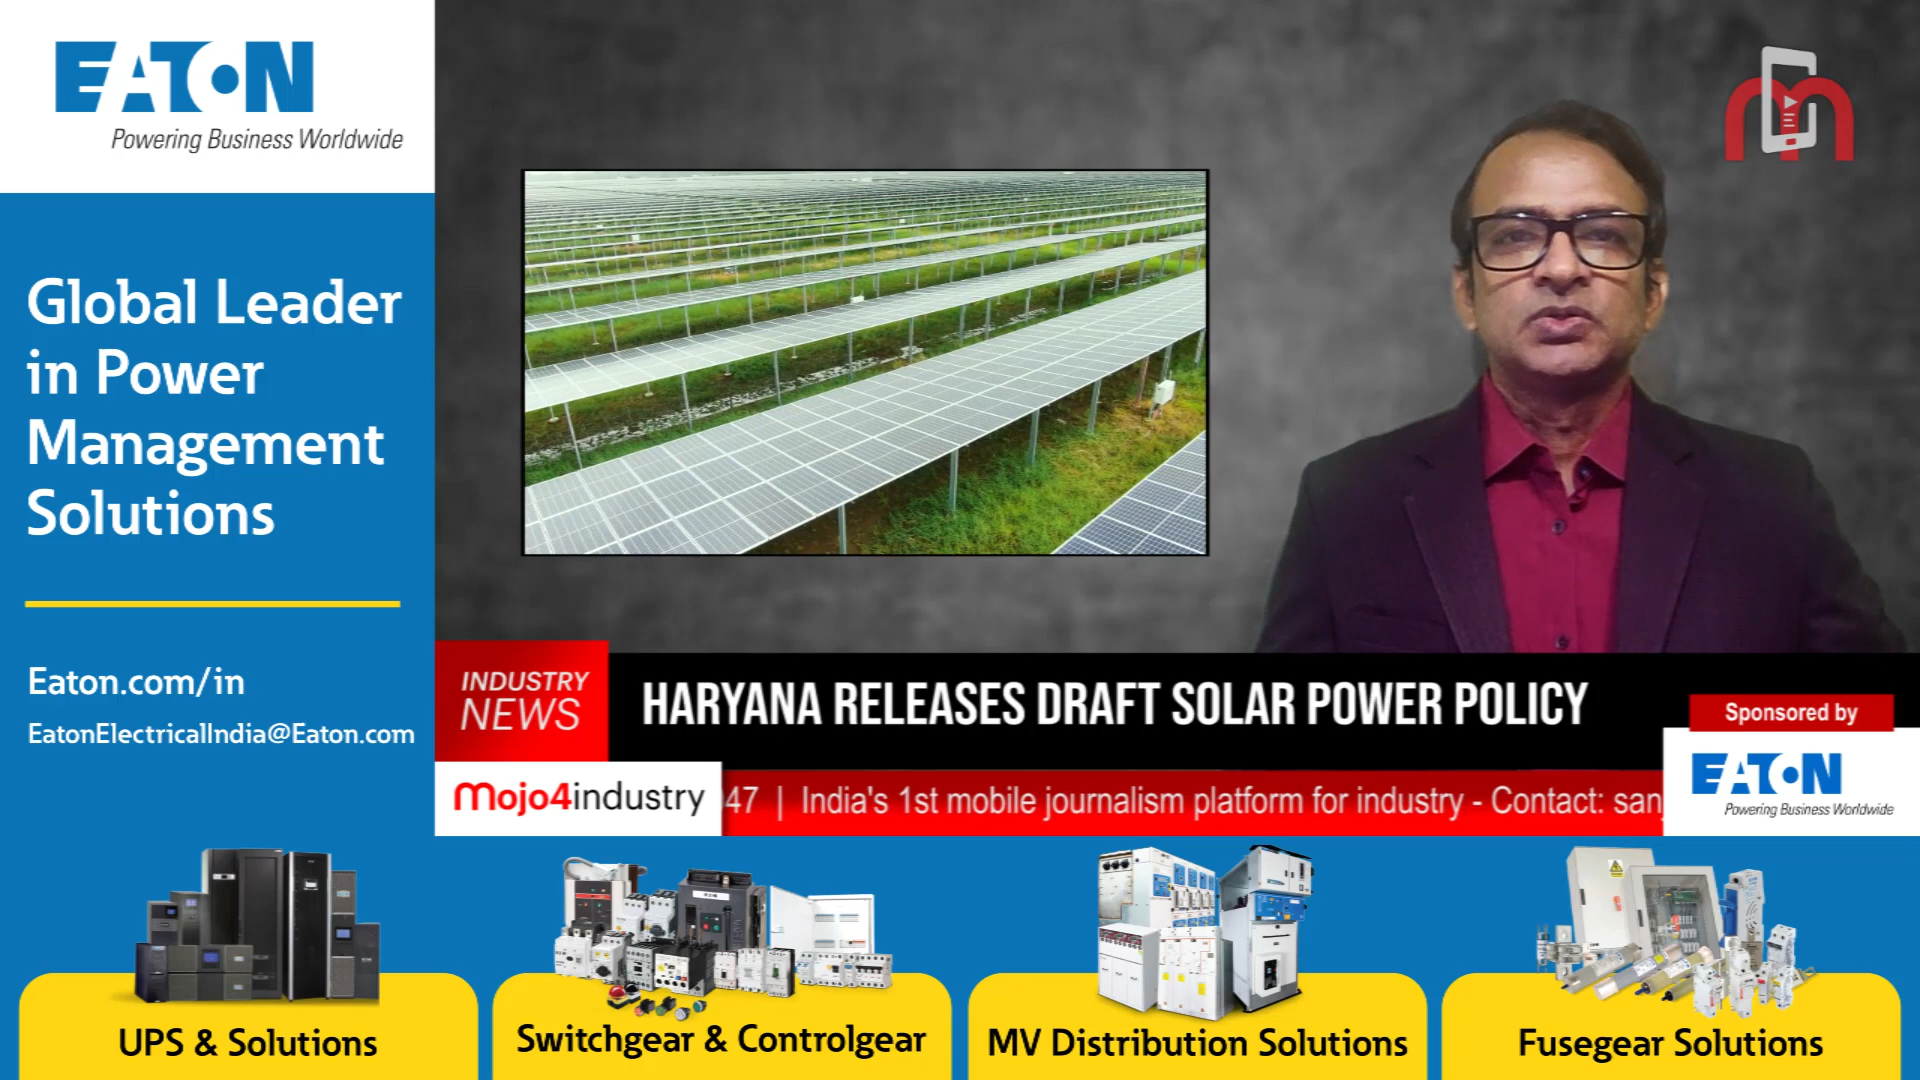 EATON
Powering Business Worldwide
Global Leader
in Power
Management
Solutions
Eaton.com/in
EatonElectricalIndia@Eaton.com
INDUSTRY
NEWS
HARYANA RELEASES DRAFT SOLAR POWER POLICY
Sponsored by
EATON
Powering Business Worldwide
Mojo4industry
47 | India's 1st mobile journalism platform for industry - Contact: san
UPS & Solutions
Switchgear & Controlgear
MV Distribution Solutions
Fusegear Solutions